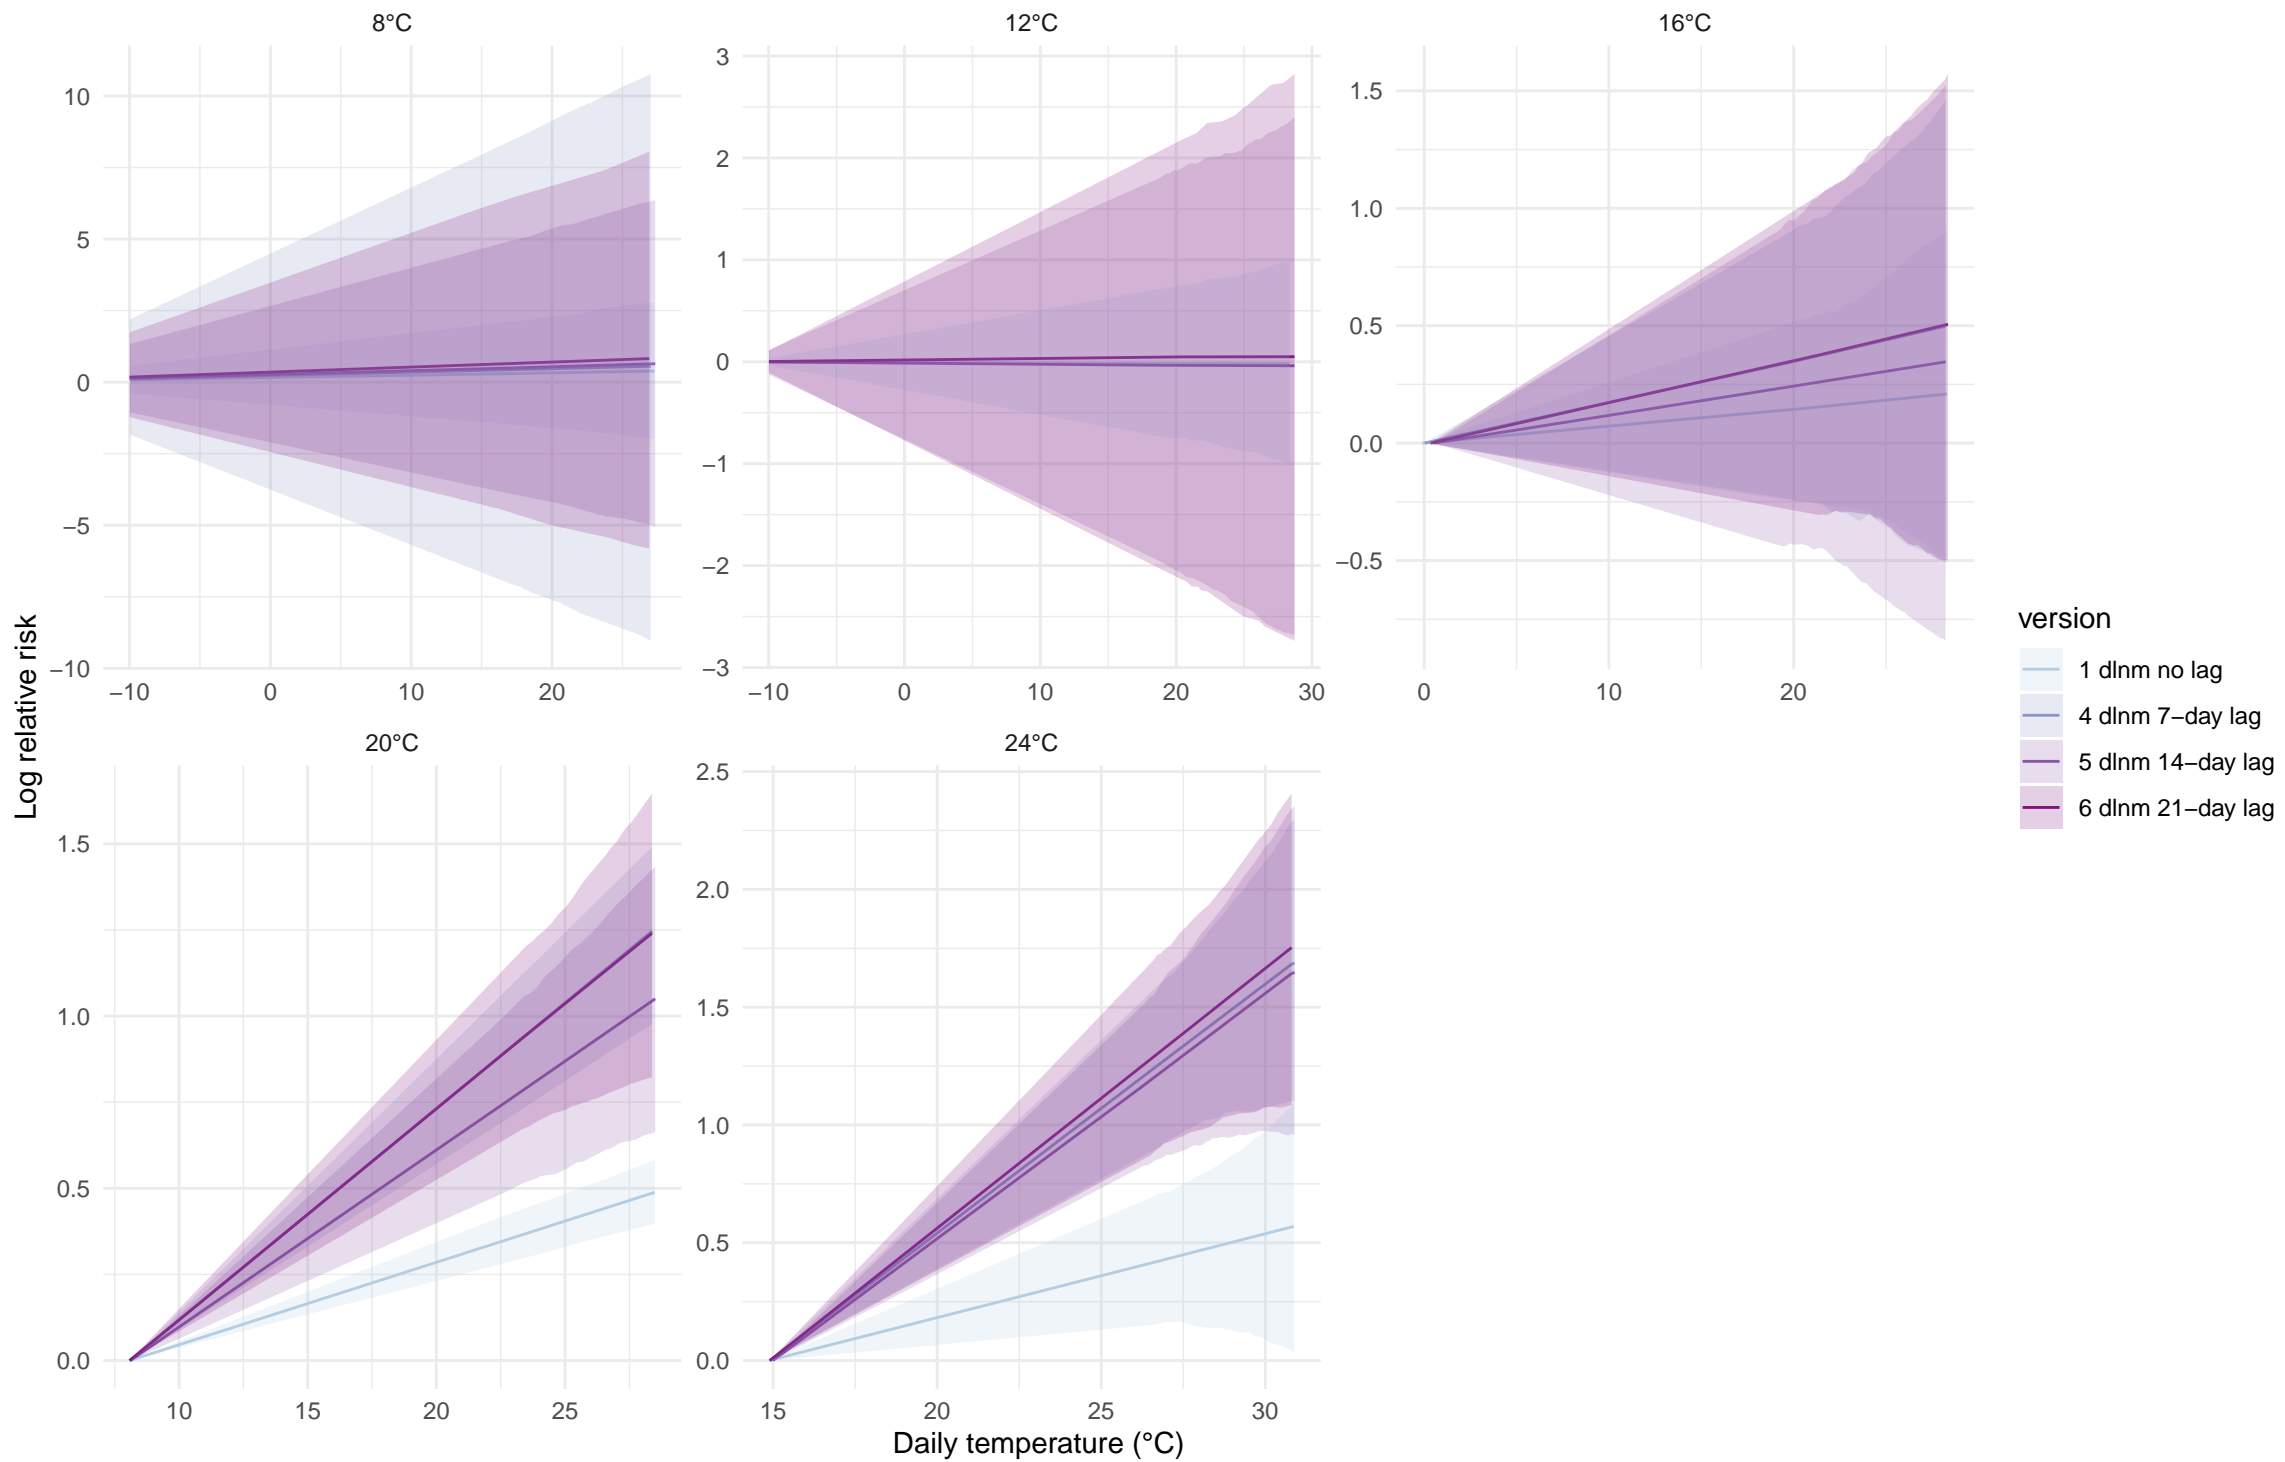 8°C
12°C
16°C
10
5
0
−5
−10
3
2
1
0
−1
−2
−3
1.5
1.0
0.5
0.0
−0.5
−10 0 10 20
−10 0 10 20 30
0 10 20
20°C
24°C
1.5
1.0
0.5
0.0
2.5
2.0
1.5
1.0
0.5
0.0
10 15 20 25
15 20 25 30
Daily temperature (°C)
Log relative risk
version
1 dlnm no lag
4 dlnm 7−day lag
5 dlnm 14−day lag
6 dlnm 21−day lag